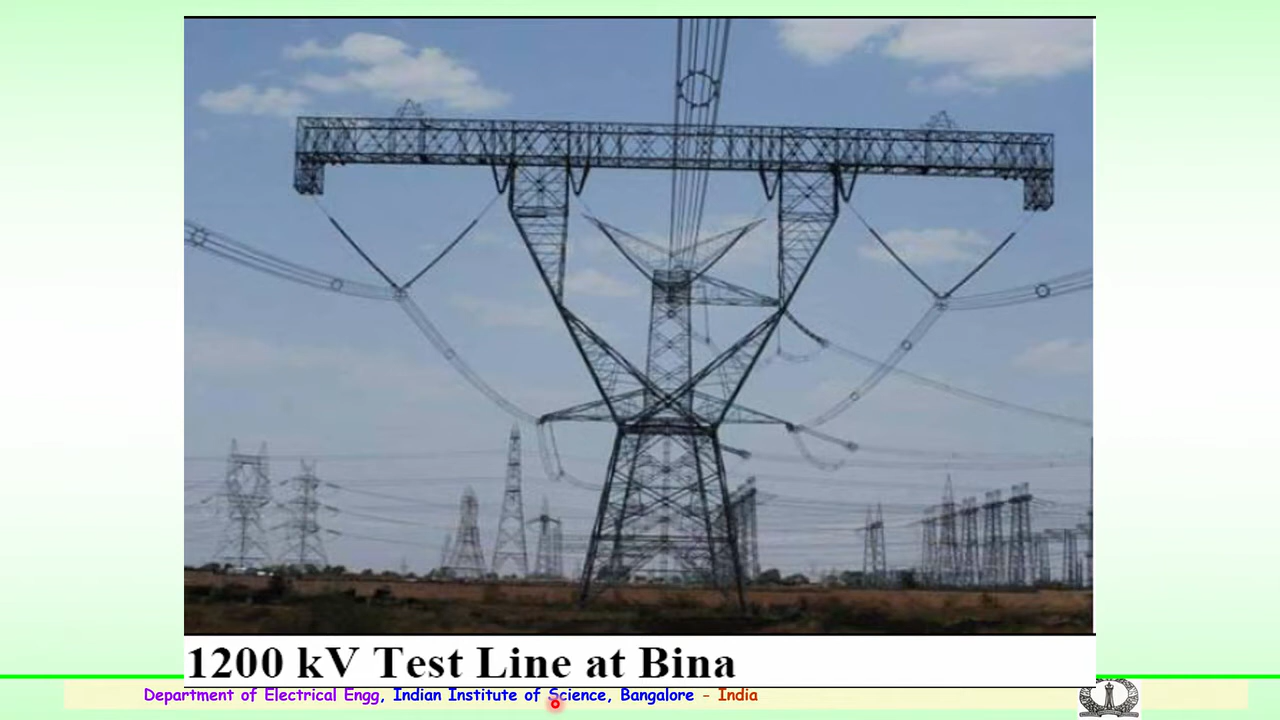 1200 kV Test Line at Bina
Department of Electrical Engg, Indian Institute of Science, Bangalore - India